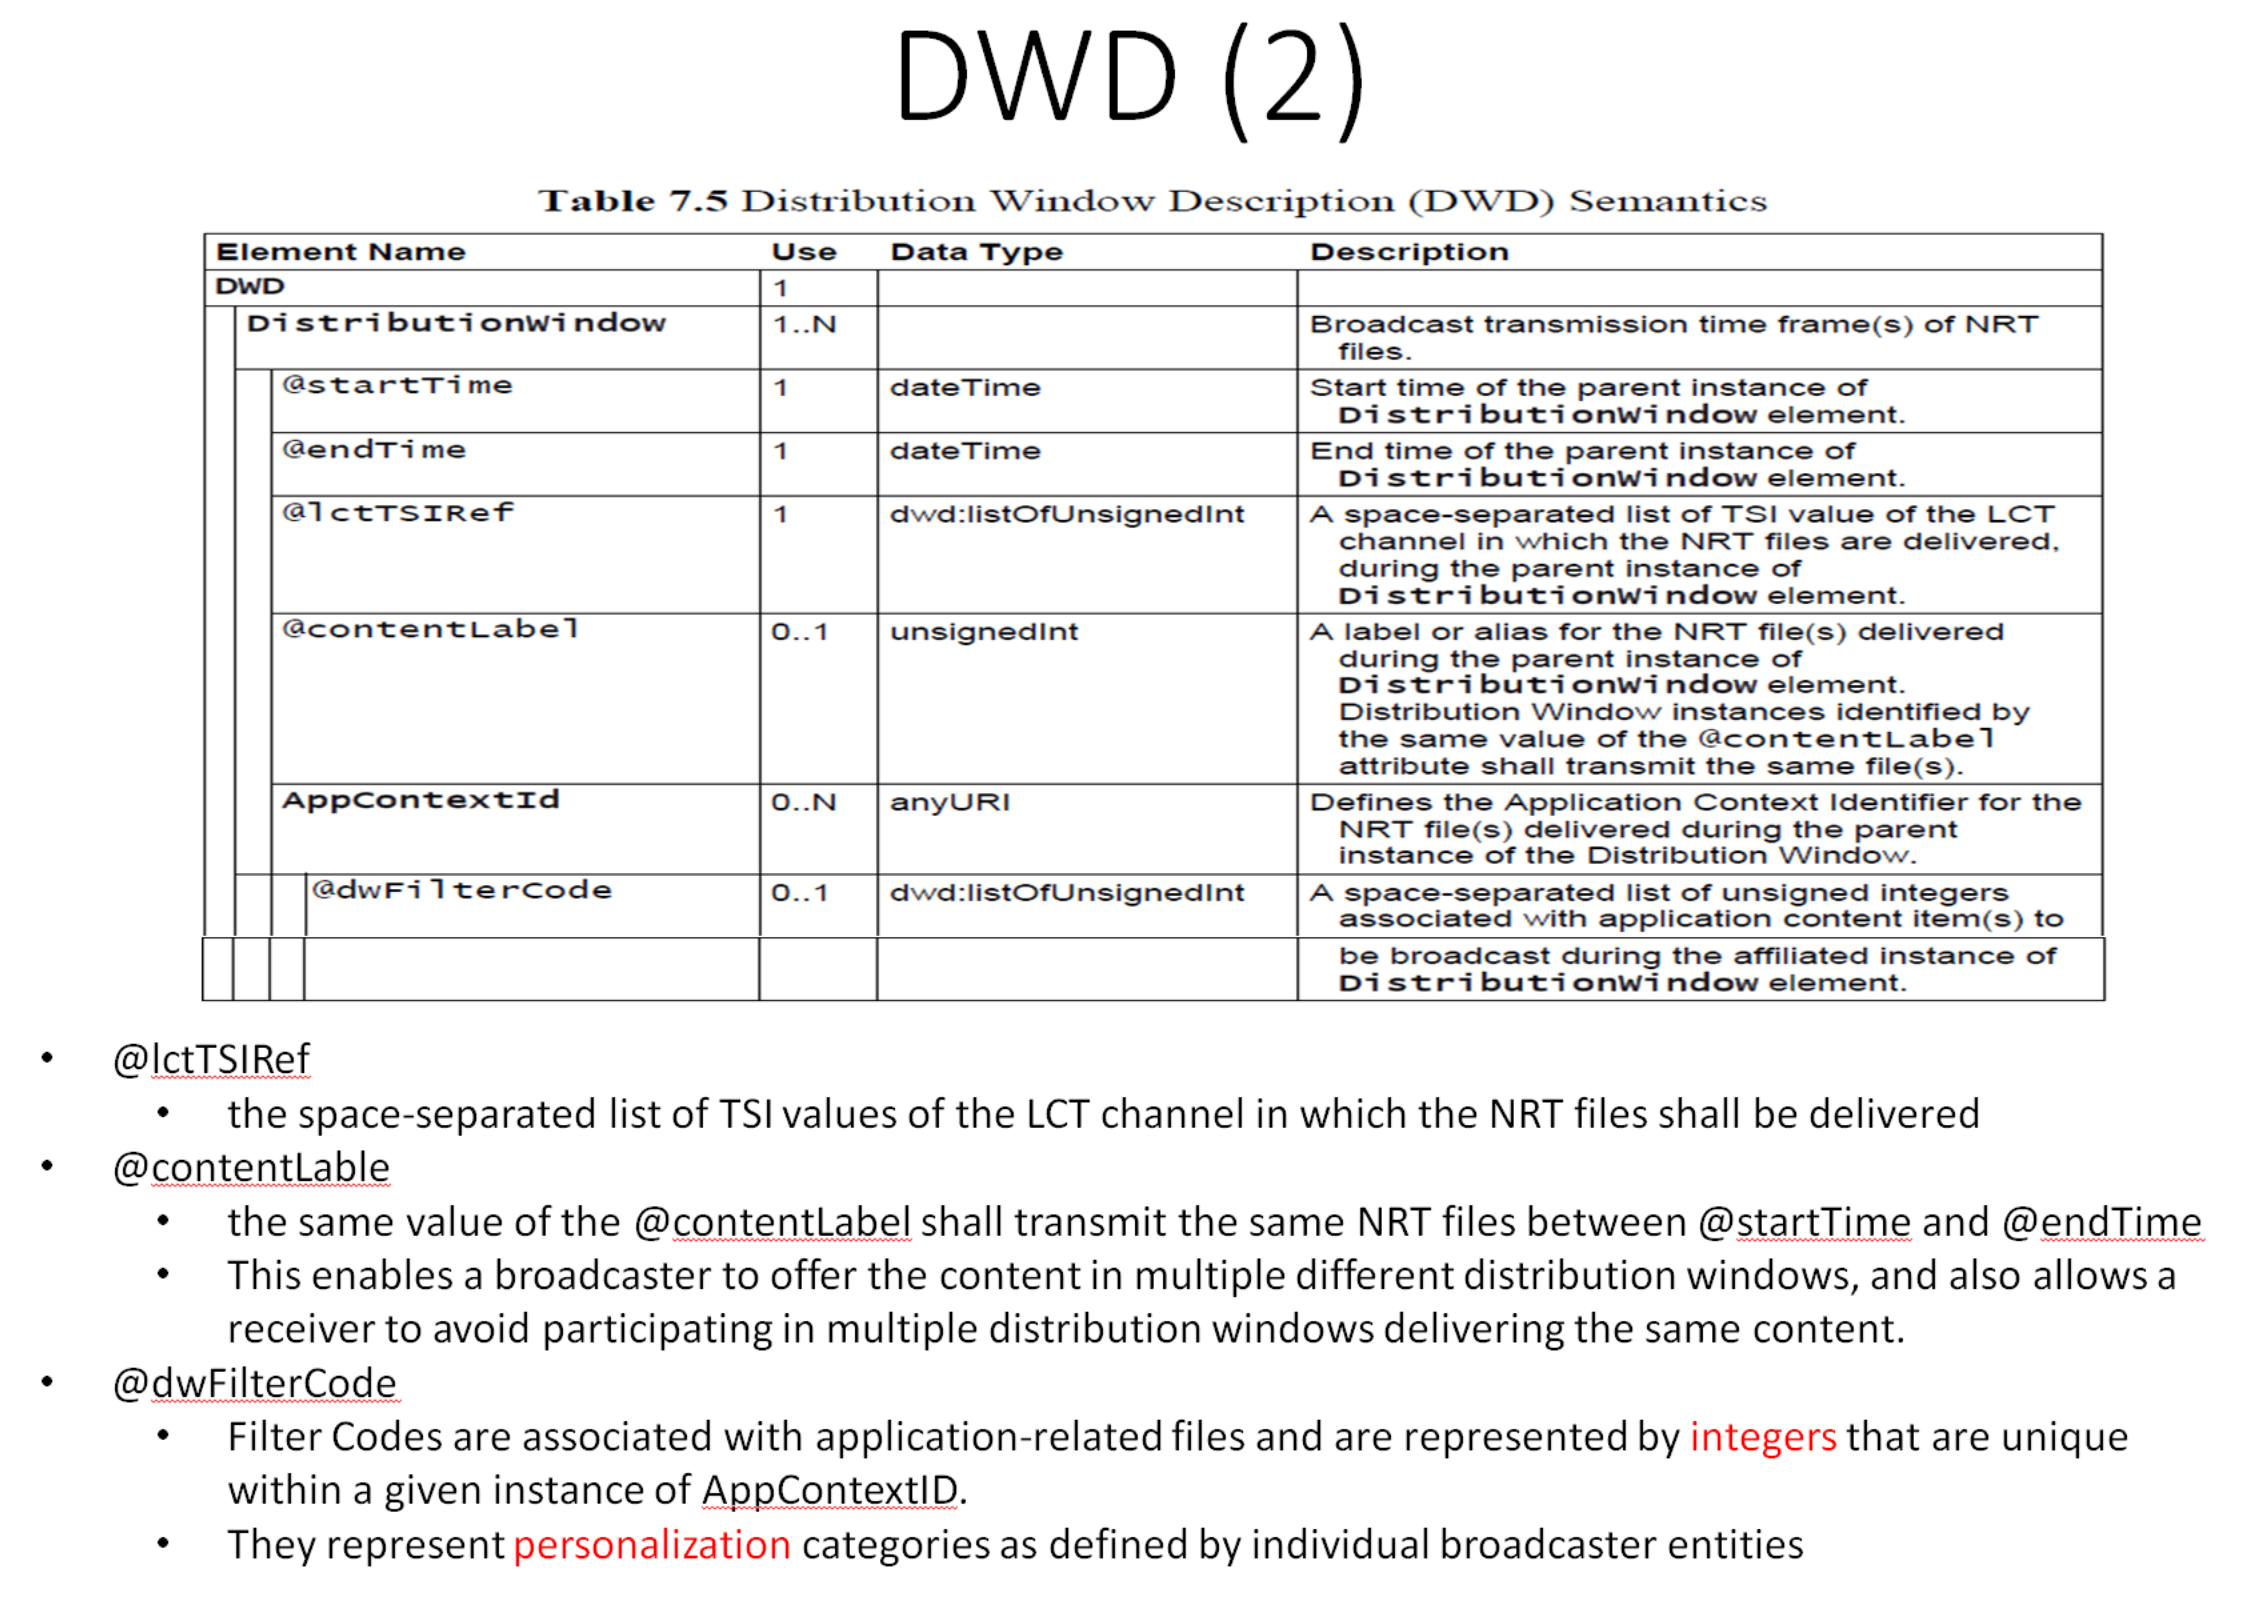 DWD (2)
Table 7.5 Distribution Window Description (DWD) Semantics
Element Name Use Data Type Description
DWD 1
DistributionWindow 1..N Broadcast transmission time frame(s) of NRT
files.
@startTime 1 dateTime Start time of the parent instance of
DistributionWindow element.
@endTime 1 dateTime End time of the parent instance of
DistributionWindow element.
@lctTSIRef 1 dwd:listOfUnsignedInt A space-separated list of TSI value of the LCT
channel in which the NRT files are delivered,
during the parent instance of
DistributionWindow element.
@contentLabel 0..1 unsignedInt A label or alias for the NRT file(s) delivered
during the parent instance of
DistributionWindow element.
Distribution Window instances identified by
the same value of the @contentLabel
attribute shall transmit the same file(s).
AppContextId 0..N anyURI Defines the Application Context Identifier for the
NRT file(s) delivered during the parent
instance of the Distribution Window.
@dwFilterCode 0..1 dwd:listOfUnsignedInt A space-separated list of unsigned integers
associated with application content item(s) to
be broadcast during the affiliated instance of
DistributionWindow element.
• @lctTSIRef
• the space-separated list of TSI values of the LCT channel in which the NRT files shall be delivered
• @contentLable
• the same value of the @contentLabel shall transmit the same NRT files between @startTime and @endTime
• This enables a broadcaster to offer the content in multiple different distribution windows, and also allows a
receiver to avoid participating in multiple distribution windows delivering the same content.
• @dwFilterCode
• Filter Codes are associated with application-related files and are represented by integers that are unique
within a given instance of AppContextID.
• They represent personalization categories as defined by individual broadcaster entities